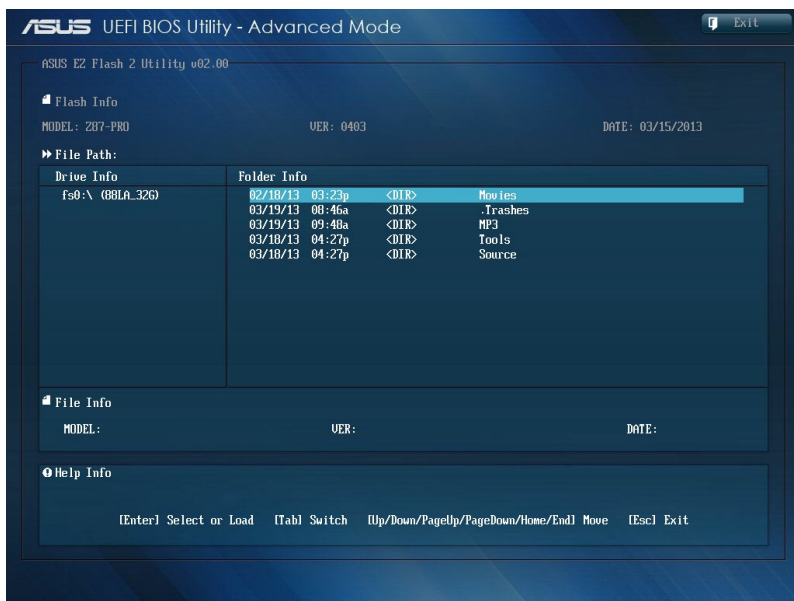 ASUS UEFI BIOS Utility - Advanced Mode
Exit
ASUS EZ Flash 2 Utility v02.00
Flash Info
MODEL: Z87-PRO VER: 0403 DATE: 03/15/2013
File Path:
Drive Info Folder Info
fs0:\ (88LA_32G) 02/18/13 03:23p <DIR> Movies
03/19/13 08:46a <DIR> .Trashes
03/19/13 09:48a <DIR> MP3
03/18/13 04:27p <DIR> Tools
03/18/13 04:27p <DIR> Source
File Info
MODEL: VER: DATE:
Help Info
[Enter] Select or Load [Tab] Switch [Up/Down/PageUp/PageDown/Home/End] Move [Esc] Exit